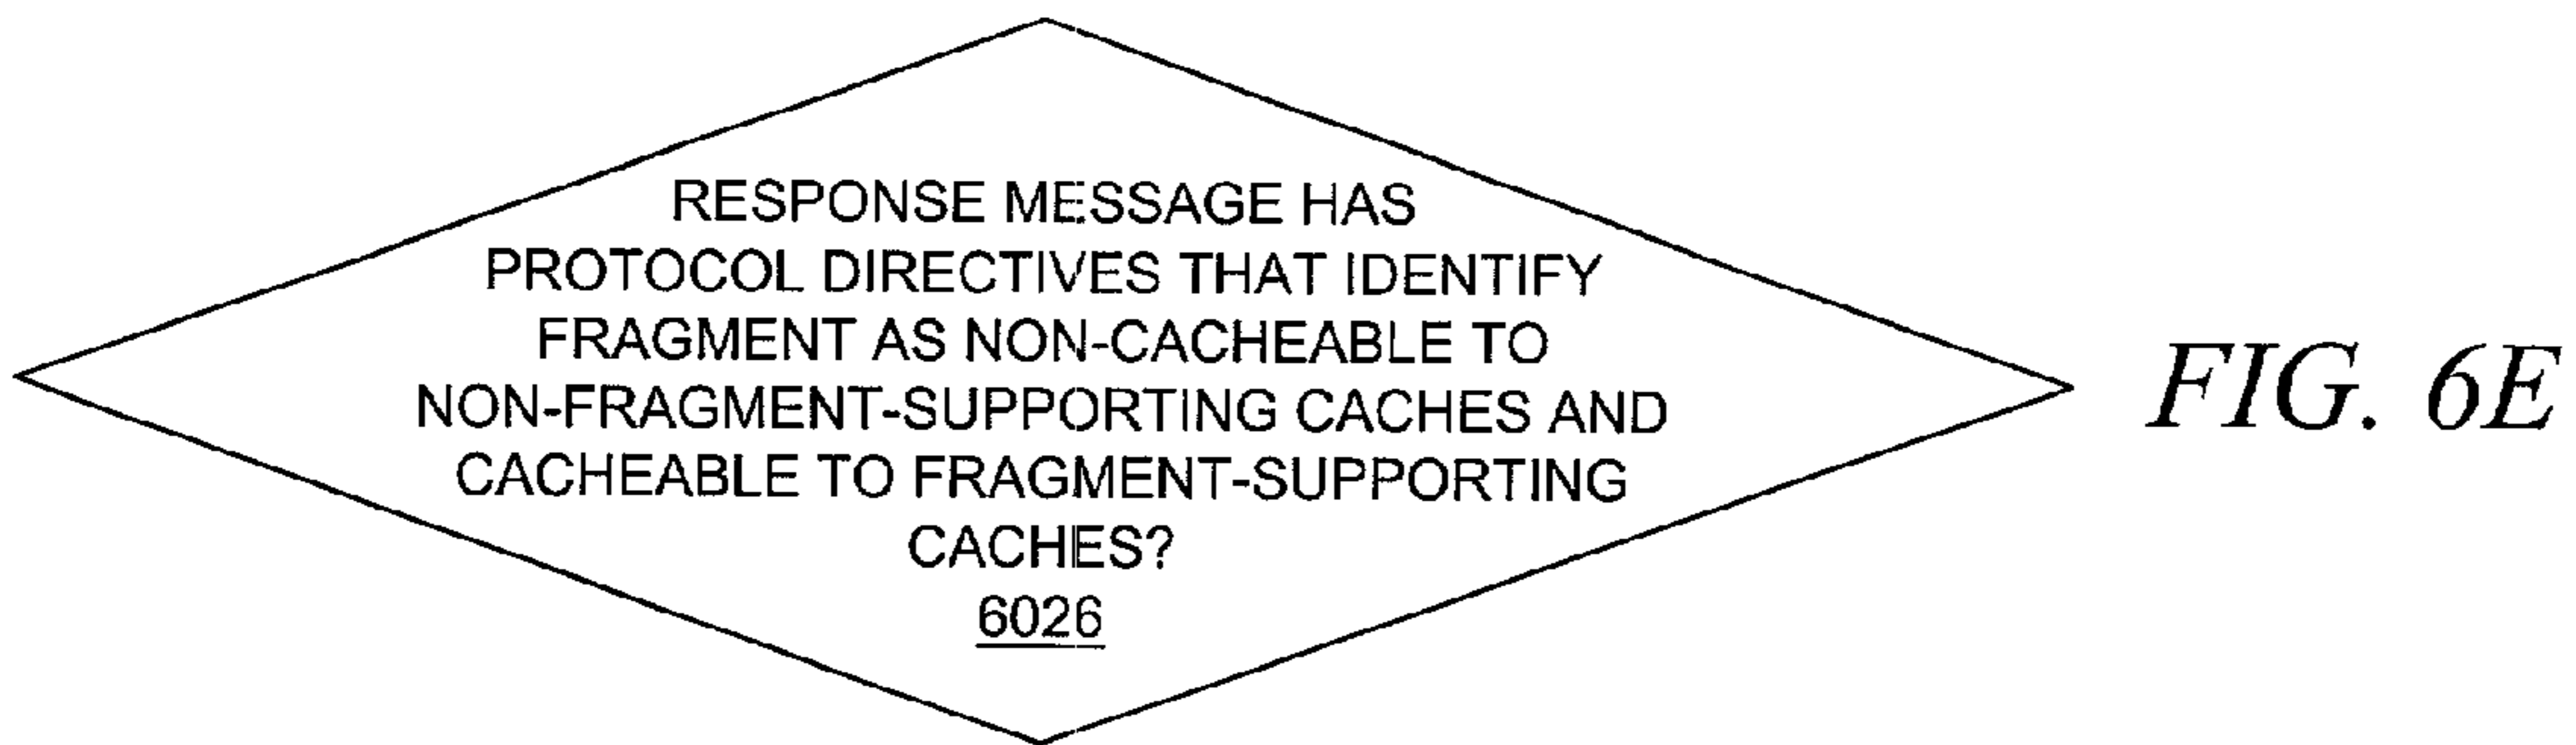 RESPONSE MESSAGE HAS
PROTOCOL DIRECTIVES THAT IDENTIFY
FRAGMENT AS NON-CACHEABLE TO
NON-FRAGMENT-SUPPORTING CACHES AND
CACHEABLE TO FRAGMENT-SUPPORTING
CACHES?
6026
FIG. 6E